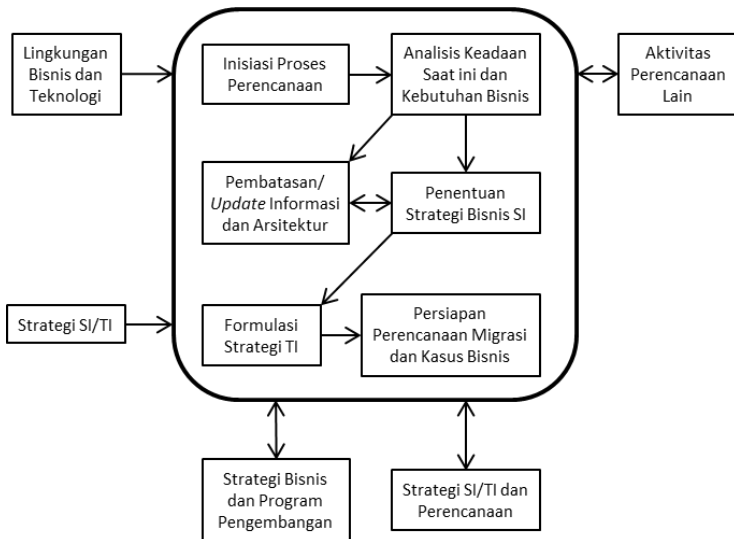 Lingkungan
Bisnis dan
Teknologi
Inisiasi Proses
Perencanaan
Analisis Keadaan
Saat ini dan
Kebutuhan Bisnis
Aktivitas
Perencanaan
Lain
Pembatasan/
Update Informasi
dan Arsitektur
Penentuan
Strategi Bisnis SI
Strategi SI/TI
Formulasi
Strategi TI
Persiapan
Perencanaan Migrasi
dan Kasus Bisnis
Strategi Bisnis
dan Program
Pengembangan
Strategi SI/TI dan
Perencanaan